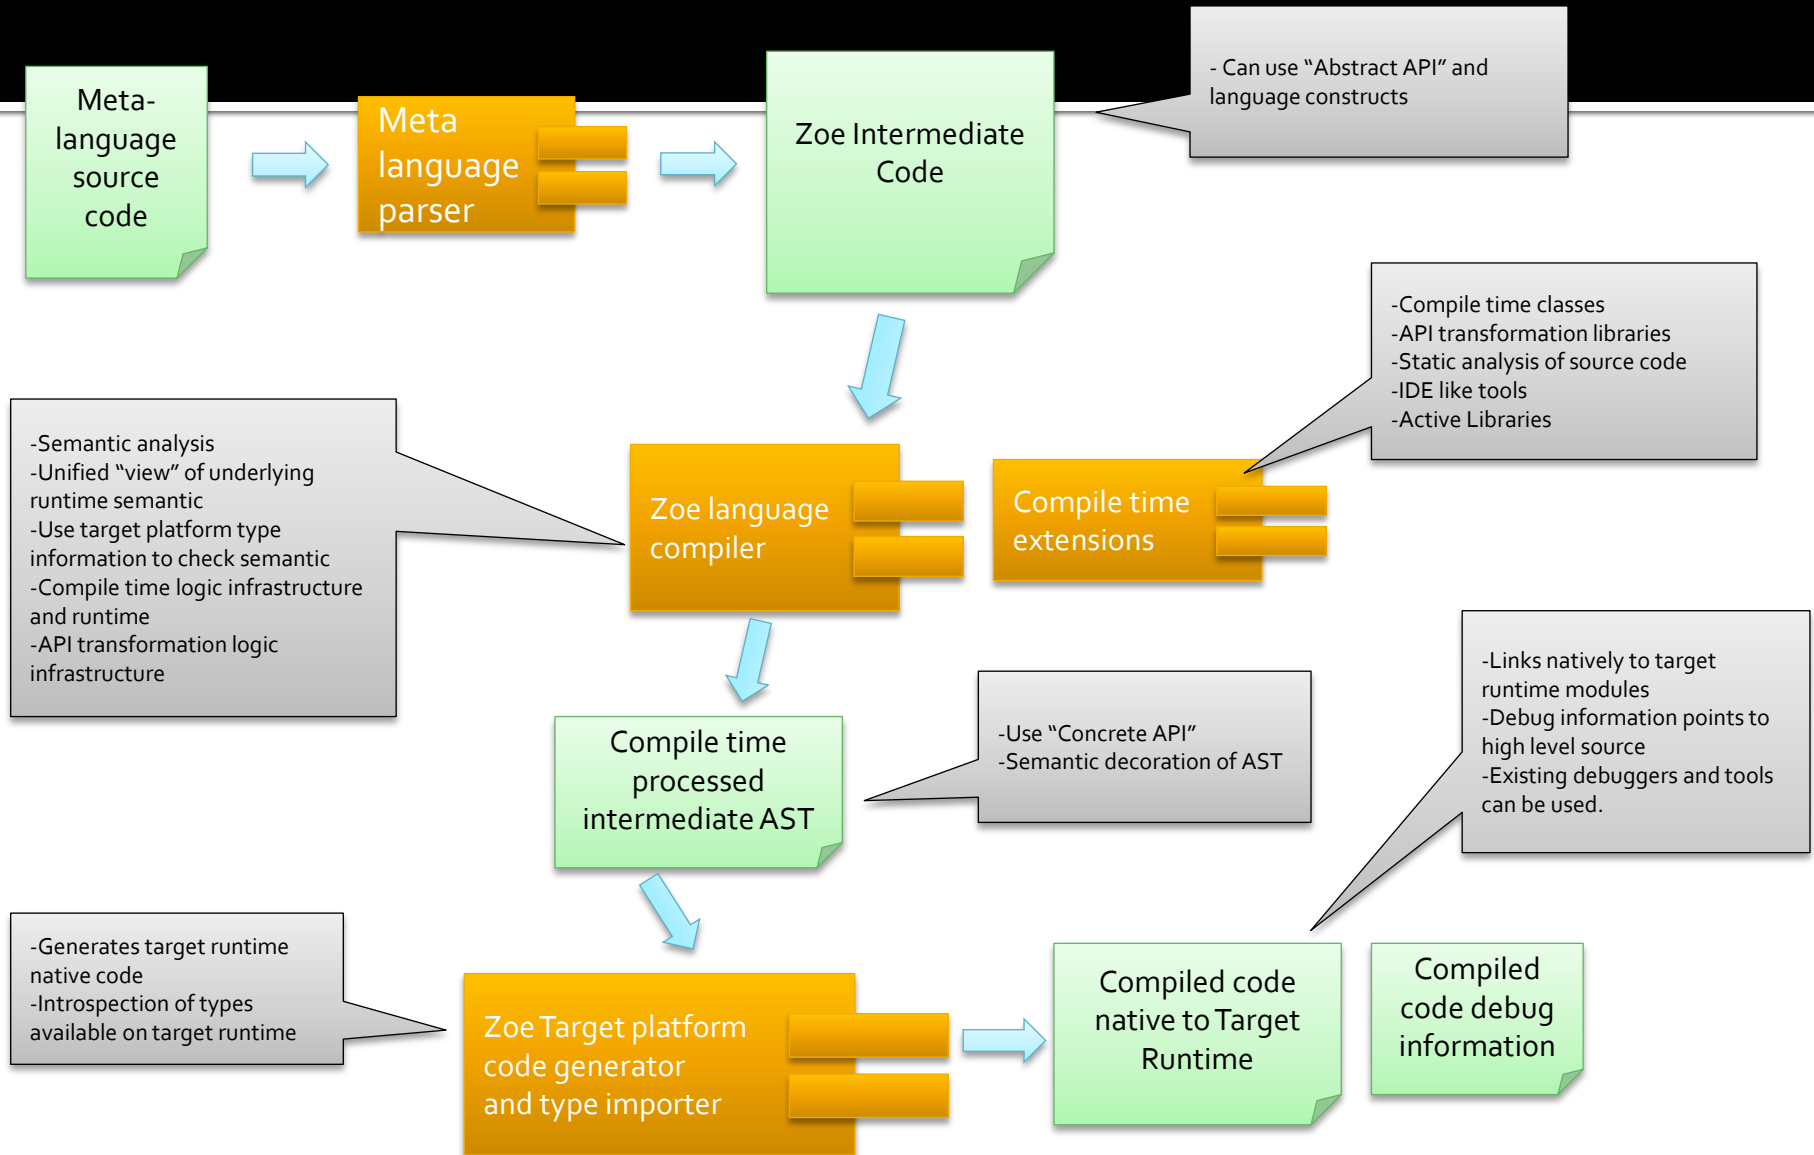 Meta-
language
source
code
Meta
language
parser
Zoe Intermediate
Code
- Can use “Abstract API” and
language constructs
-Compile time classes
-API transformation libraries
-Static analysis of source code
-IDE like tools
-Active Libraries
-Semantic analysis
-Unified “view” of underlying
runtime semantic
-Use target platform type
information to check semantic
-Compile time logic infrastructure
and runtime
-API transformation logic
infrastructure
Zoe language
compiler
Compile time
extensions
-Links natively to target
runtime modules
-Debug information points to
high level source
-Existing debuggers and tools
can be used.
Compile time
processed
intermediate AST
-Use “Concrete API”
-Semantic decoration of AST
-Generates target runtime
native code
-Introspection of types
available on target runtime
Zoe Target platform
code generator
and type importer
Compiled code
native to Target
Runtime
Compiled
code debug
information